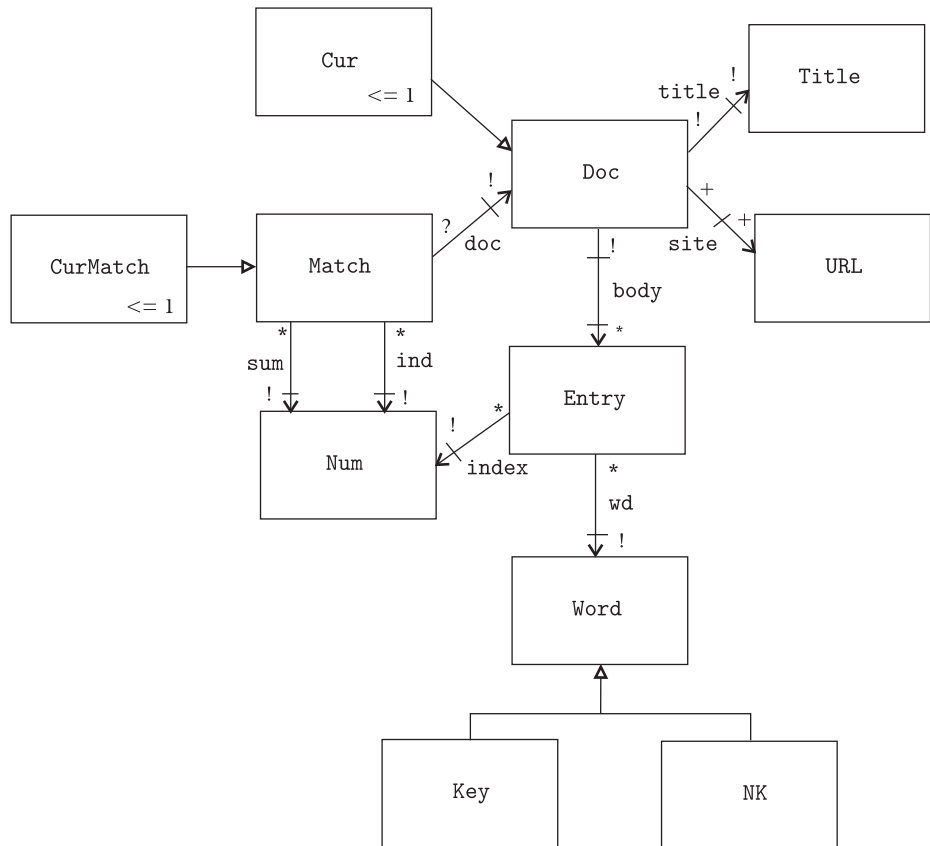 Cur
<= 1
title
!
!
Title
Doc
CurMatch
<= 1
Match
?
doc
!
+
site
+
URL
!
body
*
*
sum
!
*
ind
!
Num
Entry
*
!
index
*
wd
!
Word
Key
NK